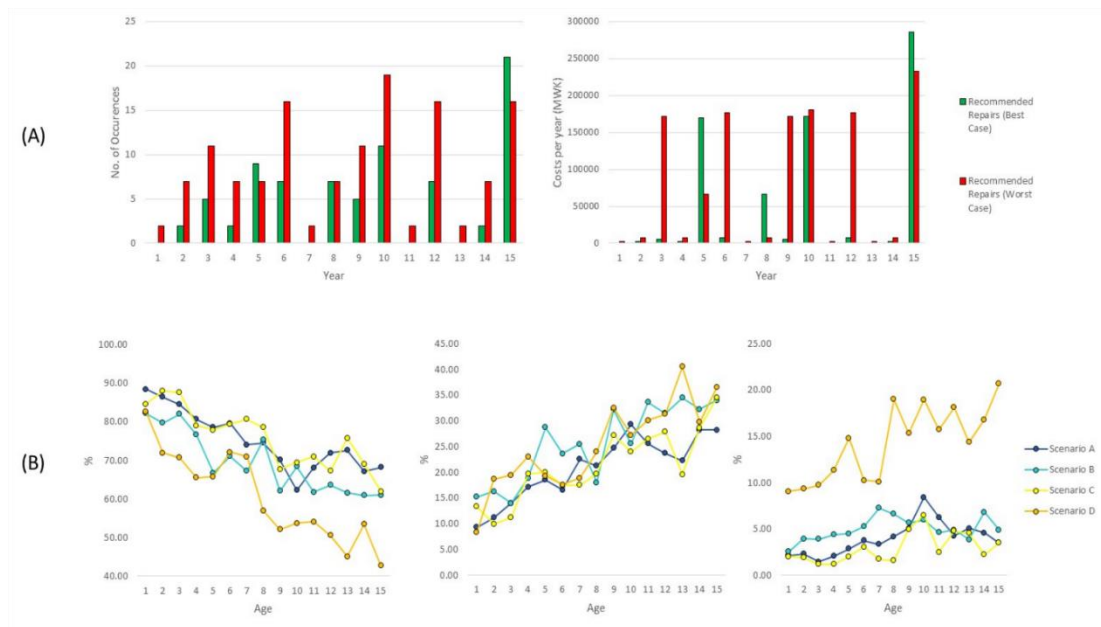 (A)
25
20
15
10
5
0
No. of Occurences
1 2 3 4 5 6 7 8 9 10 11 12 13 14 15
Year
300000
250000
200000
150000
100000
50000
0
Costs per year (MWK)
1 2 3 4 5 6 7 8 9 10 11 12 13 14 15
Year
Recommended
Repairs (Best
Case)
Recommended
Repairs (Worst
Case)
(B)
100.00
90.00
80.00
70.00
60.00
50.00
40.00
%
1 2 3 4 5 6 7 8 9 10 11 12 13 14 15
Age
45.00
40.00
35.00
30.00
25.00
20.00
15.00
10.00
5.00
0.00
%
1 2 3 4 5 6 7 8 9 10 11 12 13 14 15
Age
25.00
20.00
15.00
10.00
5.00
0.00
%
1 2 3 4 5 6 7 8 9 10 11 12 13 14 15
Age
Scenario A
Scenario B
Scenario C
Scenario D